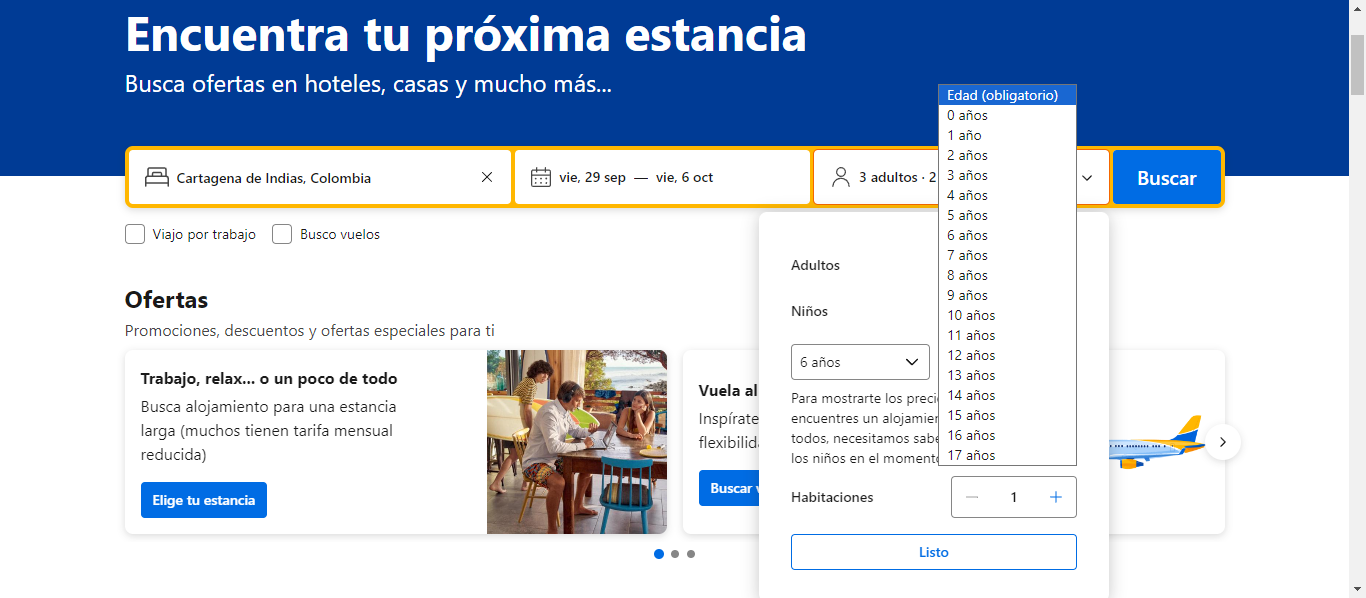 Encuentra tu próxima estancia
Busca ofertas en hoteles, casas y mucho más...
Cartagena de Indias, Colombia
vie, 29 sep — vie, 6 oct
3 adultos · 2
Buscar
Viajo por trabajo
Busco vuelos
Edad (obligatorio)
0 años
1 año
2 años
3 años
4 años
5 años
6 años
7 años
8 años
9 años
10 años
11 años
12 años
13 años
14 años
15 años
16 años
17 años
Adultos
Niños
6 años
Para mostrarte los
encuentres un
todos, necesitamos
los niños en el
Habitaciones
1
Listo
Ofertas
Promociones, descuentos y ofertas especiales para ti
Trabajo, relax... o un poco de todo
Busca alojamiento para una estancia
larga (muchos tienen tarifa mensual
reducida)
Elige tu estancia
Vuela al
Inspírate
Buscar